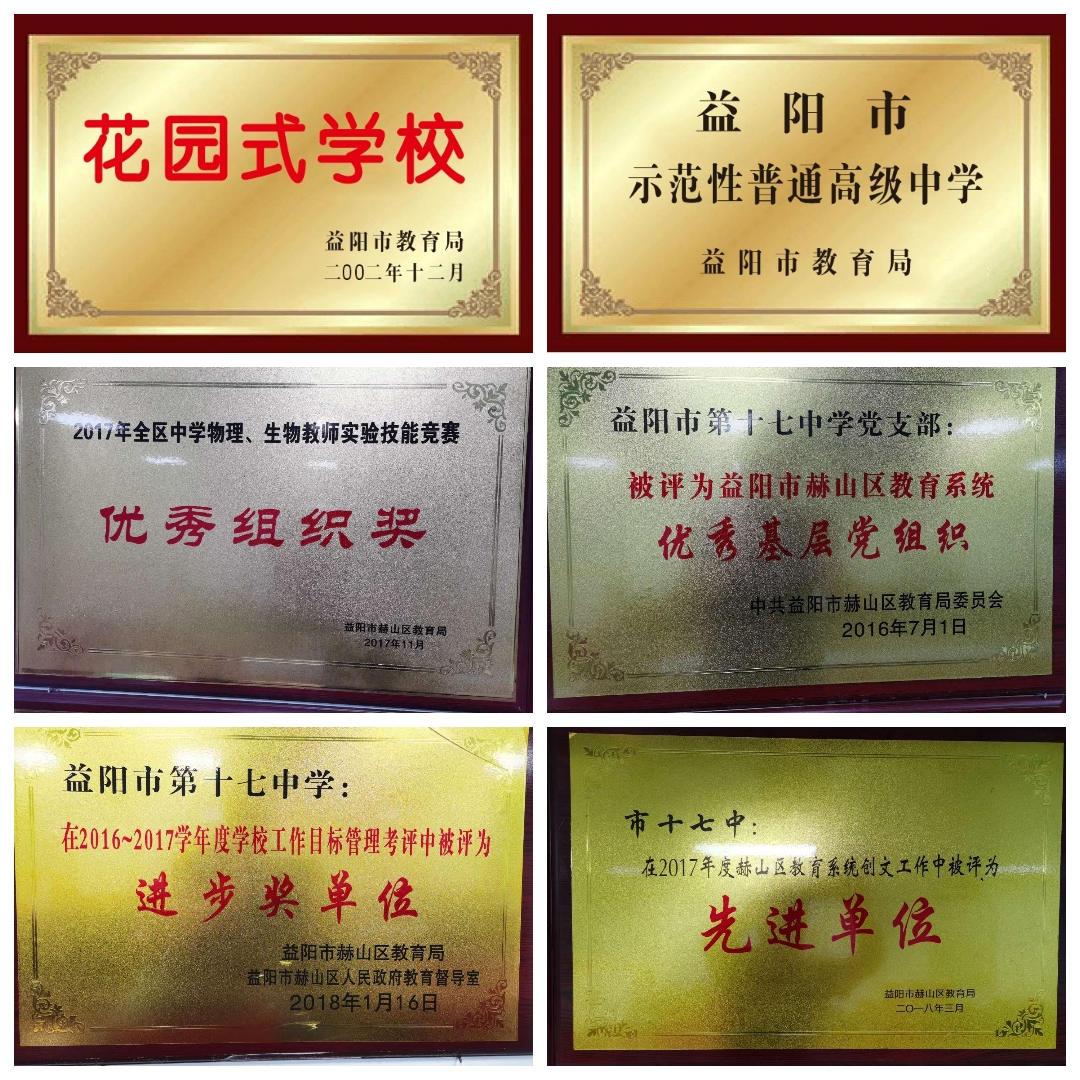 花园式学校
益阳市教育局
二00二年十二月
益阳市
示范性普通高级中学
益阳市教育局
2017年全区中学物理、生物教师实验技能竞赛
优秀组织奖
益阳市赫山区教育局
2017年11月
益阳市第十七中学党支部:
被评为益阳市赫山区教育系统
优秀基层党组织
中共益阳市赫山区教育局委员会
2016年7月1日
益阳市第十七中学:
在2016~2017学年度学校工作目标管理考评中被评为
进步奖单位
益阳市赫山区教育局
益阳市赫山区人民政府教育督导室
2018年1月16日
市十七中:
在2017年度赫山区教育系统创文工作中被评为
先进单位
益阳市赫山区教育局
二O一八年三月